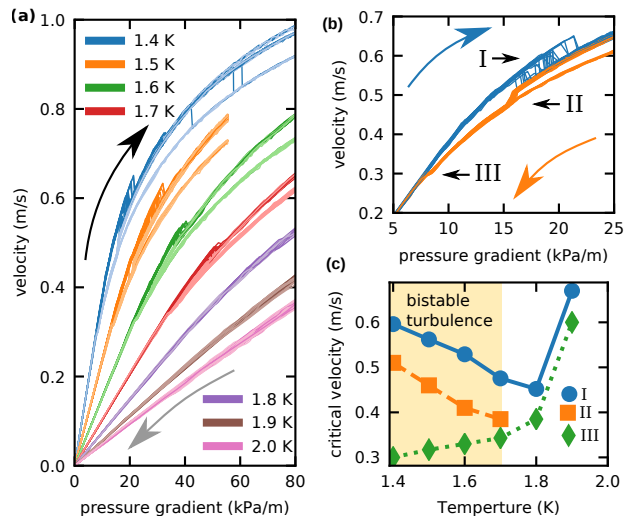 (a)
velocity (m/s)
1.0
0.8
0.6
0.4
0.2
0.0
1.4 K
1.5 K
1.6 K
1.7 K
1.8 K
1.9 K
2.0 K
0 20 40 60 80
pressure gradient (kPa/m)
(b)
velocity (m/s)
0.7
0.6
0.5
0.4
0.3
0.2
I
II
III
5 10 15 20 25
pressure gradient (kPa/m)
(c)
critical velocity (m/s)
0.6
0.5
0.4
0.3
bistable
turbulence
I
II
III
1.4 1.6 1.8 2.0
Temperture (K)